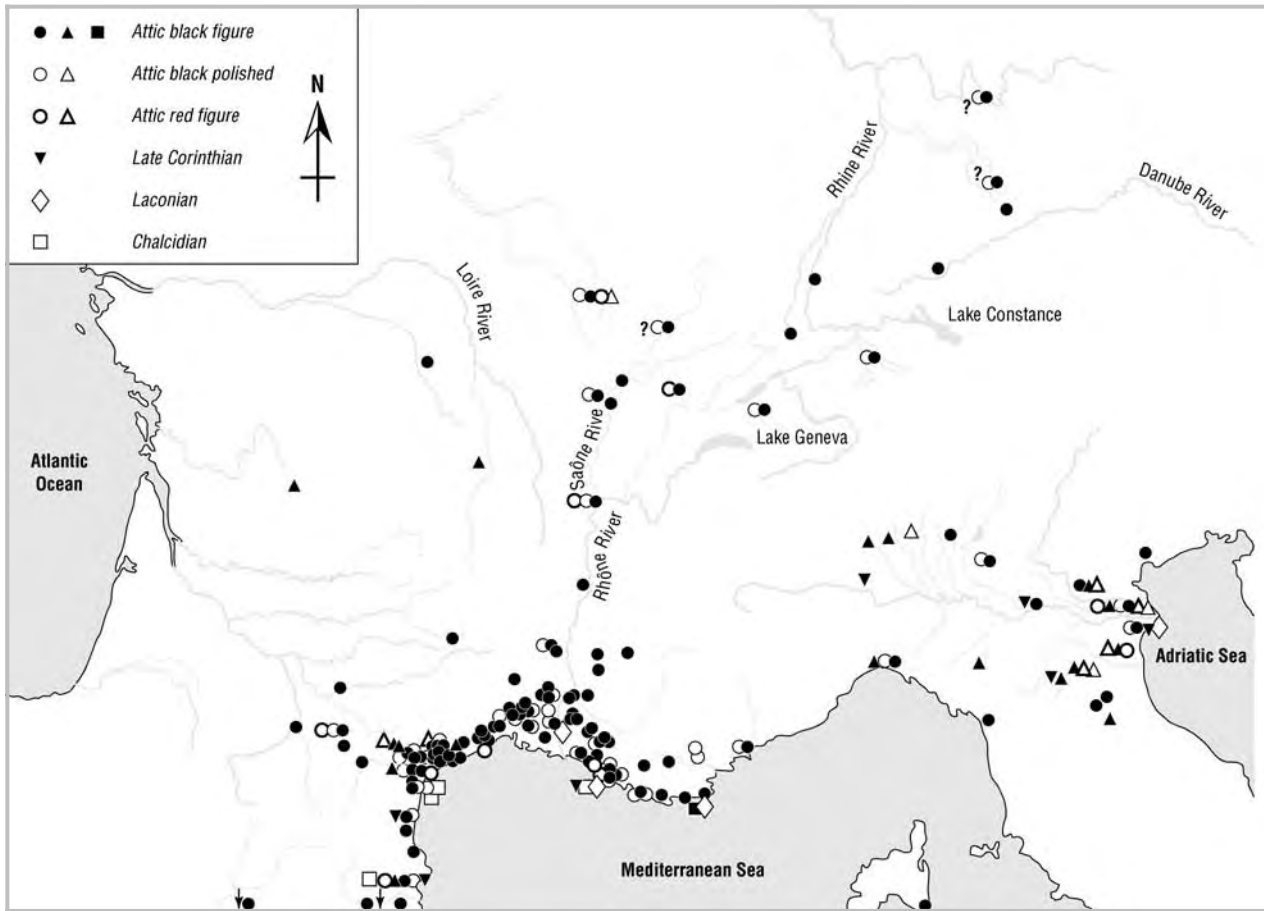 Attic black figure
Attic black polished
Attic red figure
Late Corinthian
Laconian
Chalcidian
N
?
Rhine River
?
Danube River
Loire River
?
Lake Constance
Saône Rive
Lake Geneva
Atlantic
Ocean
Rhône River
Adriatic Sea
Mediterranean Sea